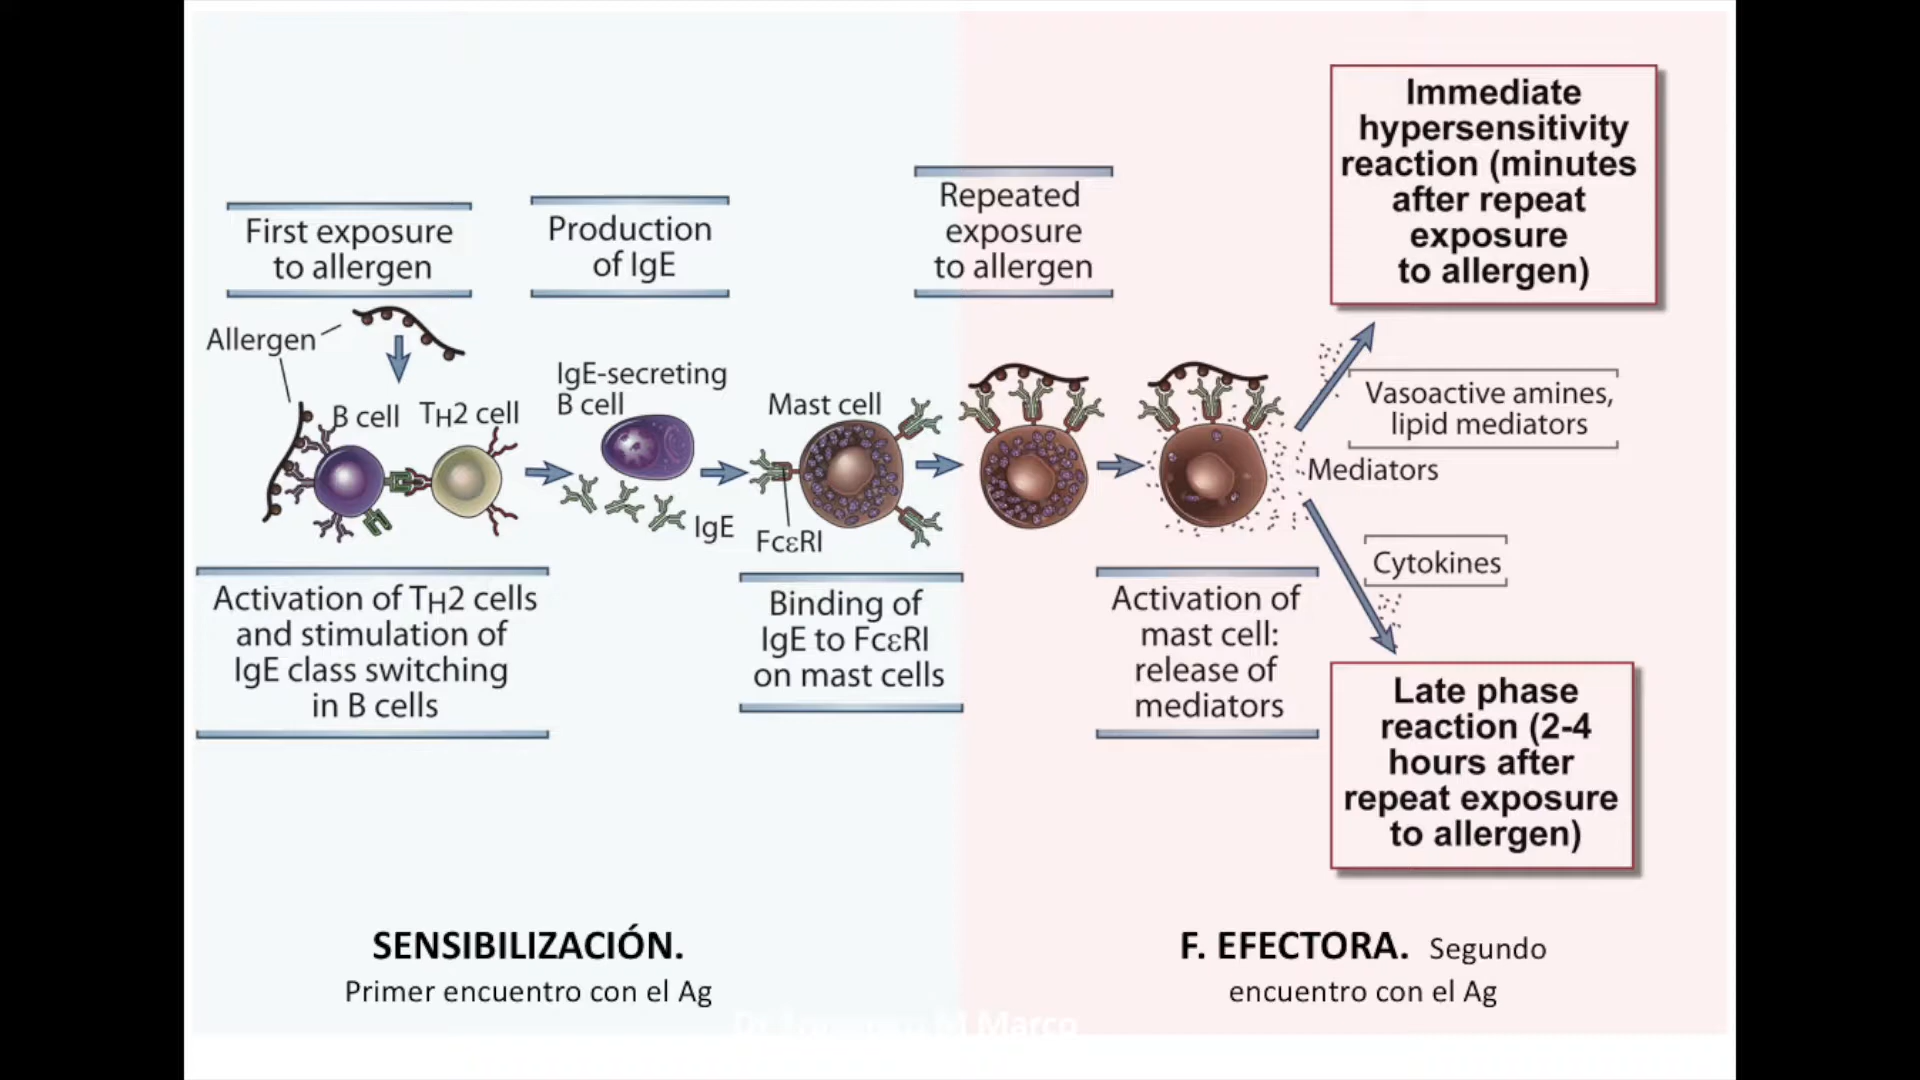 First exposure
to allergen
Production
of IgE
Repeated
exposure
to allergen
Immediate
hypersensitivity
reaction (minutes
after repeat
exposure
to allergen)
Allergen
B cell
TH2 cell
IgE-secreting
B cell
IgE
Mast cell
FcεRI
Vasoactive amines,
lipid mediators
Mediators
Cytokines
Activation of TH2 cells
and stimulation of
IgE class switching
in B cells
Binding of
IgE to FcεRI
on mast cells
Activation of
mast cell:
release of
mediators
Late phase
reaction (2-4
hours after
repeat exposure
to allergen)
SENSIBILIZACIÓN.
Primer encuentro con el Ag
F. EFECTORA. Segundo
encuentro con el Ag
M Marco